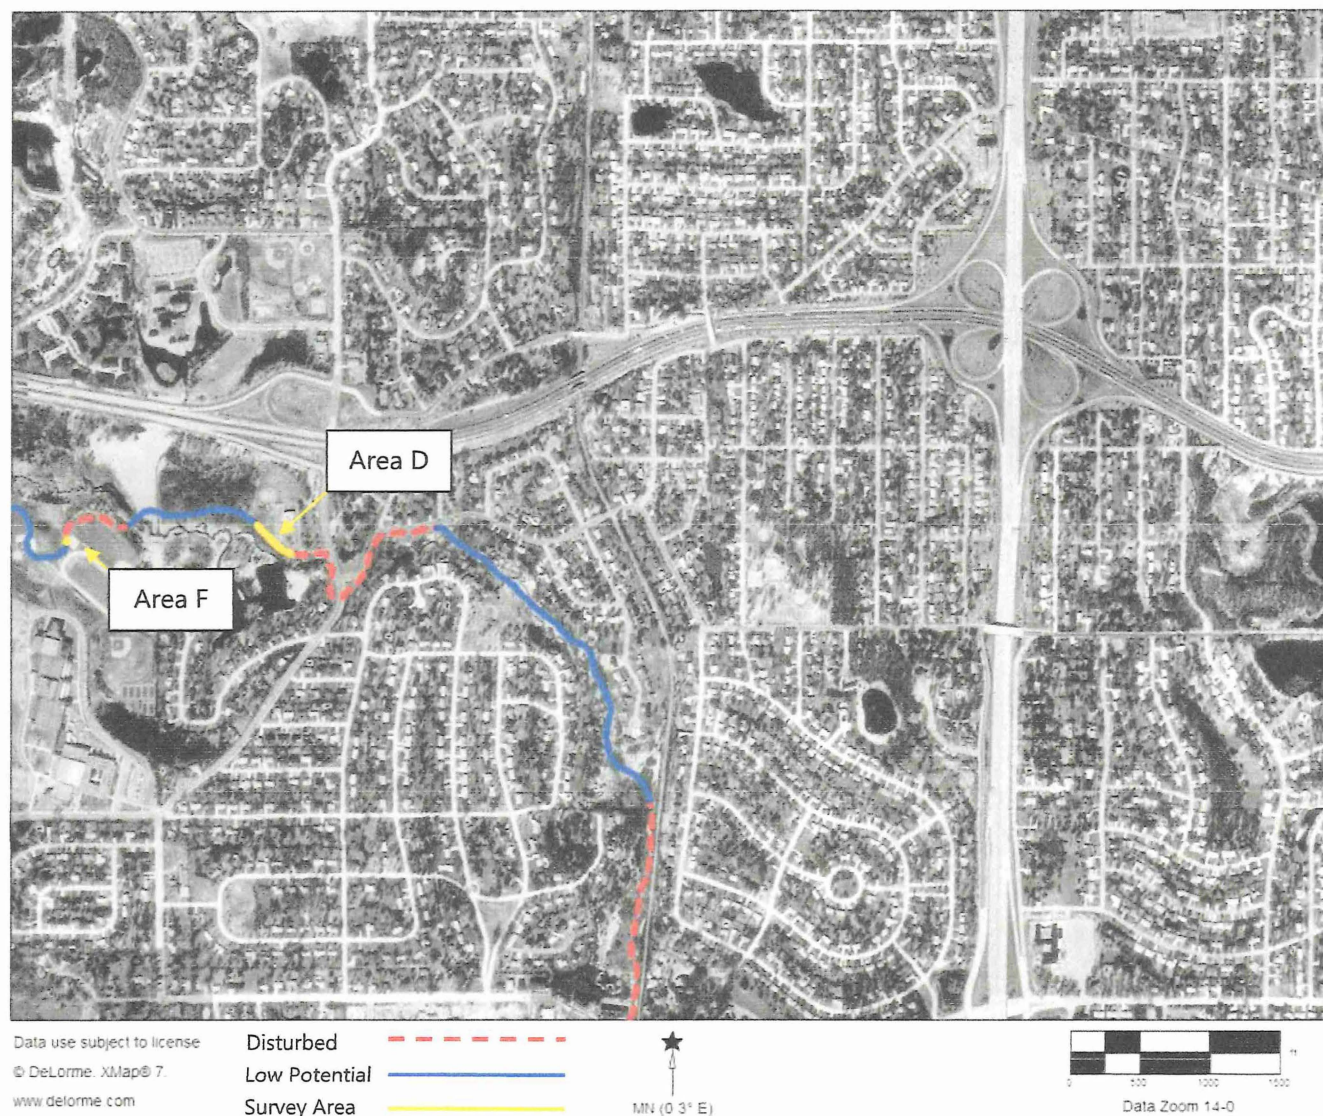 Area D
Area F
Data use subject to license
© DeLorme. XMap® 7.
www.delorme.com
Disturbed
Low Potential
Survey Area
MN (0.3° E)
ft
0 500 1000 1500
Data Zoom 14-0